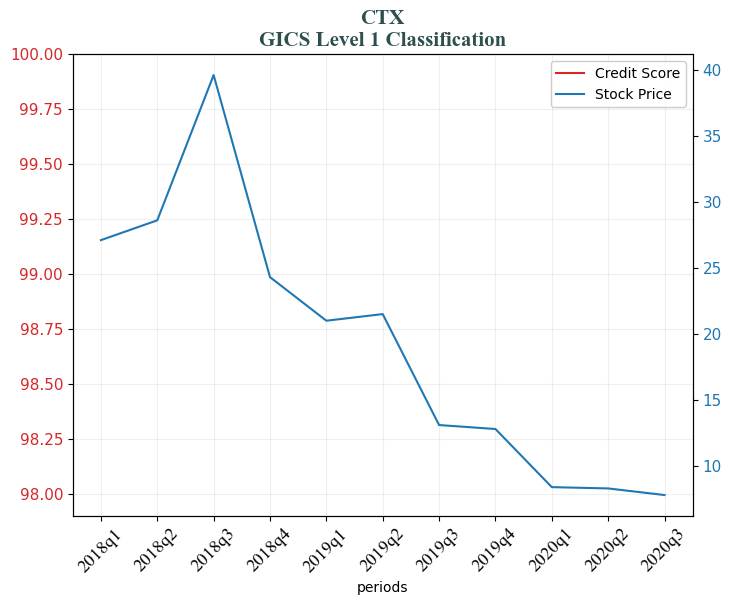 CTX
GICS Level 1 Classification
100.00
99.75
99.50
99.25
99.00
98.75
98.50
98.25
98.00
40
35
30
25
20
15
10
Credit Score
Stock Price
2018q1
2018q2
2018q3
2018q4
2019q1
2019q2
2019q3
2019q4
2020q1
2020q2
2020q3
periods